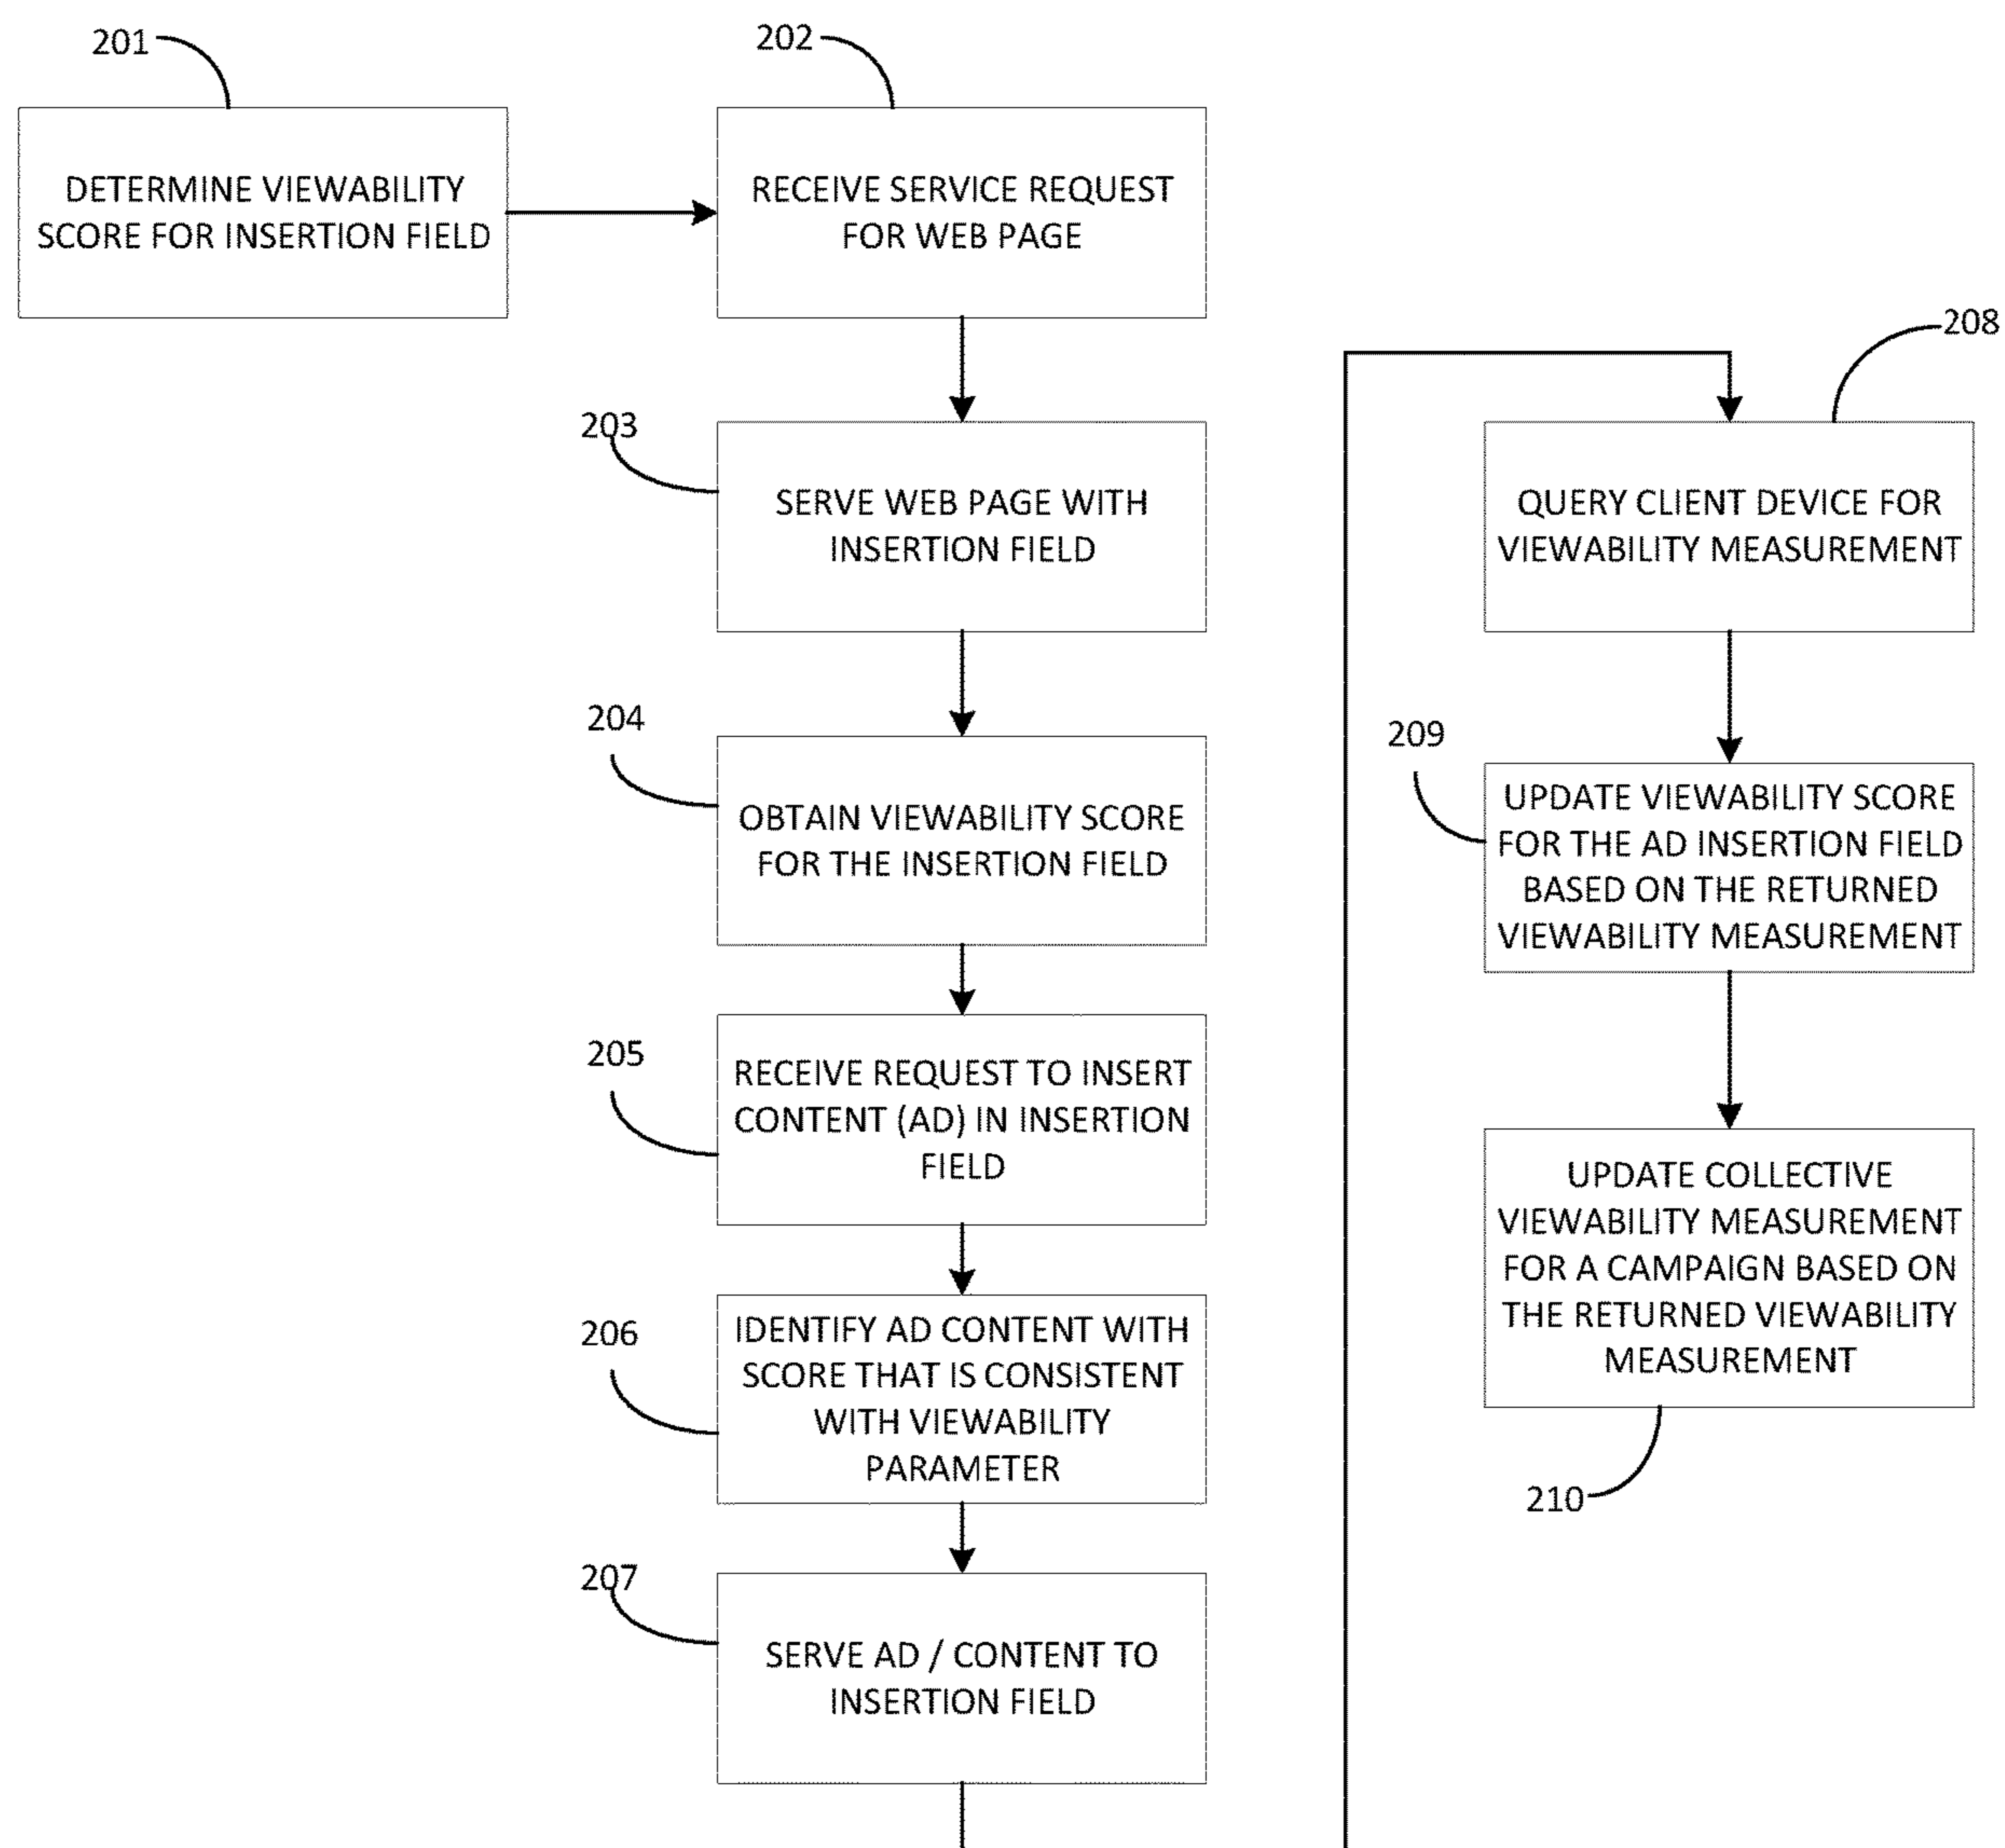 201
DETERMINE VIEWABILITY
SCORE FOR INSERTION FIELD
202
RECEIVE SERVICE REQUEST
FOR WEB PAGE
203
SERVE WEB PAGE WITH
INSERTION FIELD
204
OBTAIN VIEWABILITY SCORE
FOR THE INSERTION FIELD
205
RECEIVE REQUEST TO INSERT
CONTENT (AD) IN INSERTION
FIELD
206
IDENTIFY AD CONTENT WITH
SCORE THAT IS CONSISTENT
WITH VIEWABILITY
PARAMETER
207
SERVE AD / CONTENT TO
INSERTION FIELD
208
QUERY CLIENT DEVICE FOR
VIEWABILITY MEASUREMENT
209
UPDATE VIEWABILITY SCORE
FOR THE AD INSERTION FIELD
BASED ON THE RETURNED
VIEWABILITY MEASUREMENT
UPDATE COLLECTIVE
VIEWABILITY MEASUREMENT
FOR A CAMPAIGN BASED ON
THE RETURNED VIEWABILITY
MEASUREMENT
210